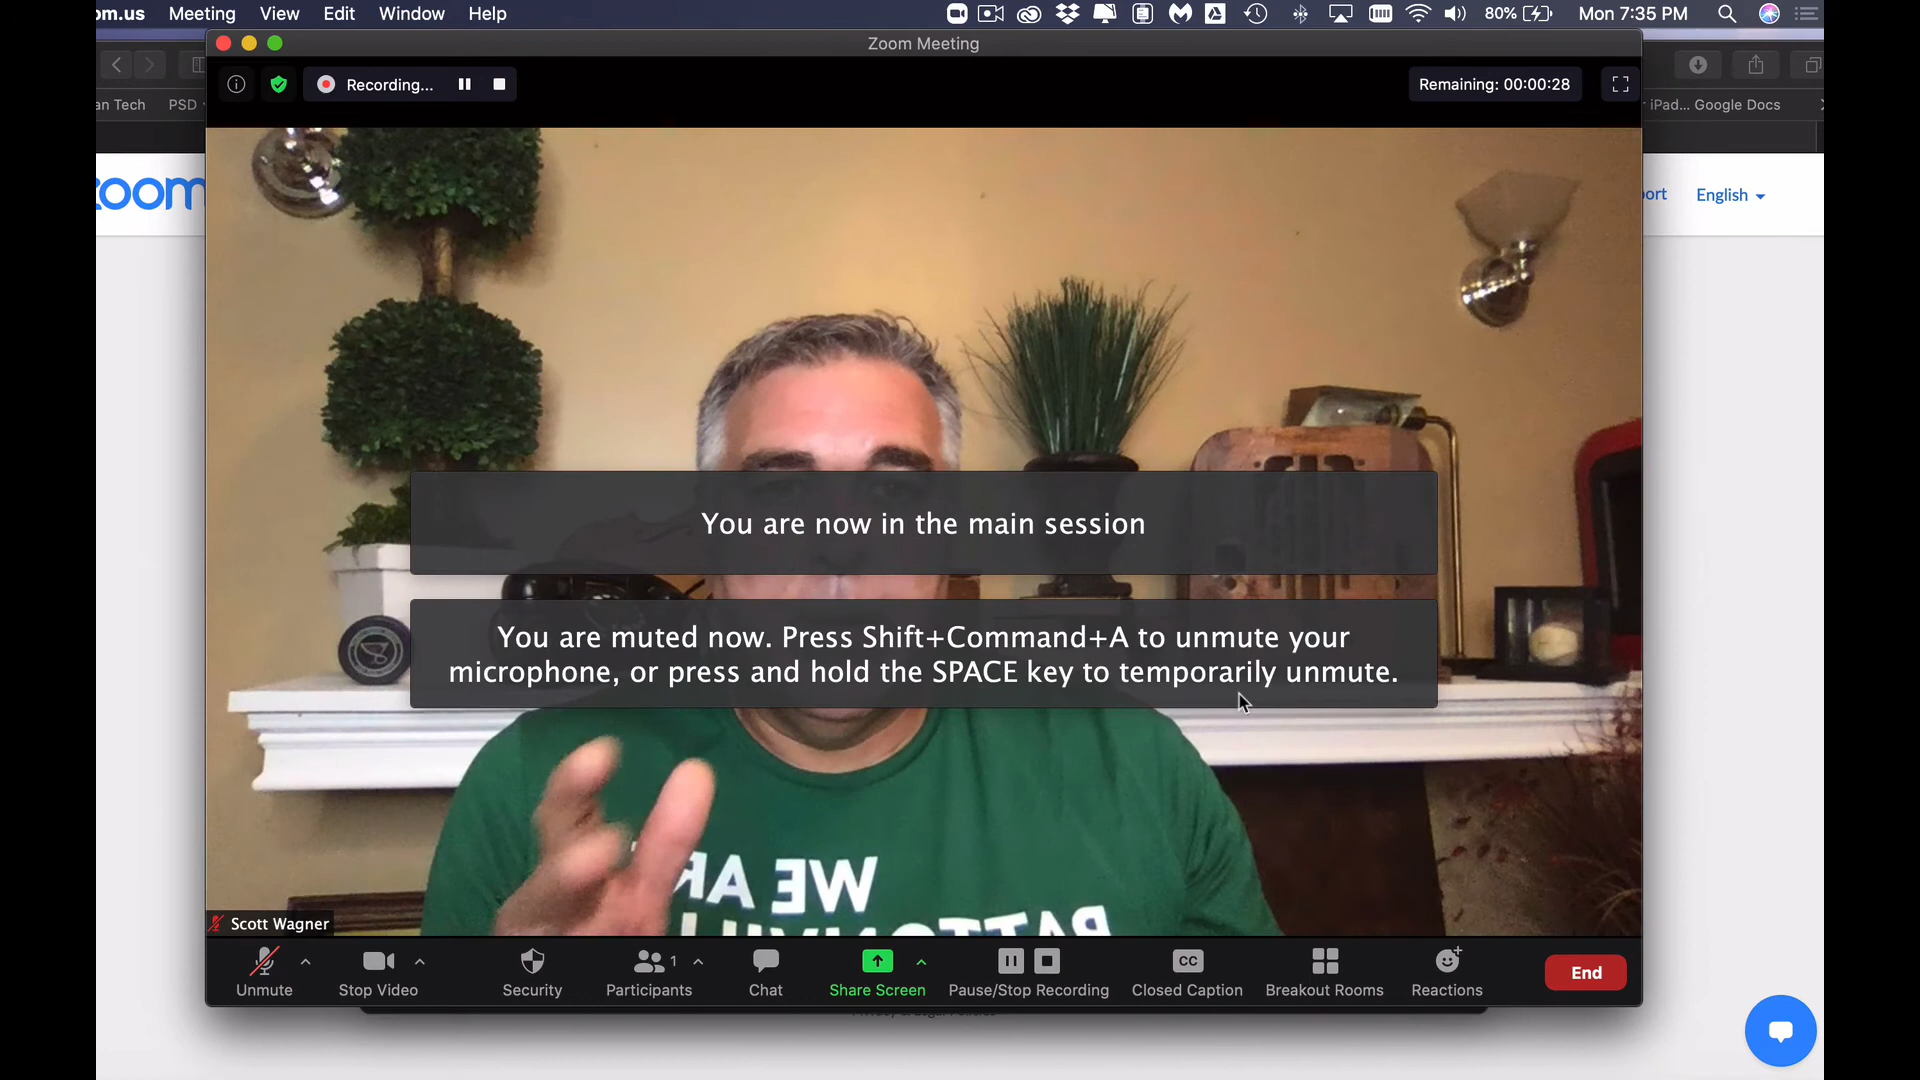 om.us Meeting View Edit Window Help 80% Mon 7:35 PM
Zoom Meeting
Recording... Remaining: 00:00:28
an Tech PSD iPad... Google Docs
zoom ort English
You are now in the main session
You are muted now. Press Shift+Command+A to unmute your
microphone, or press and hold the SPACE key to temporarily unmute.
WE AR
Scott Wagner
1 CC
Unmute Stop Video Security Participants Chat Share Screen Pause/Stop Recording Closed Caption Breakout Rooms Reactions End